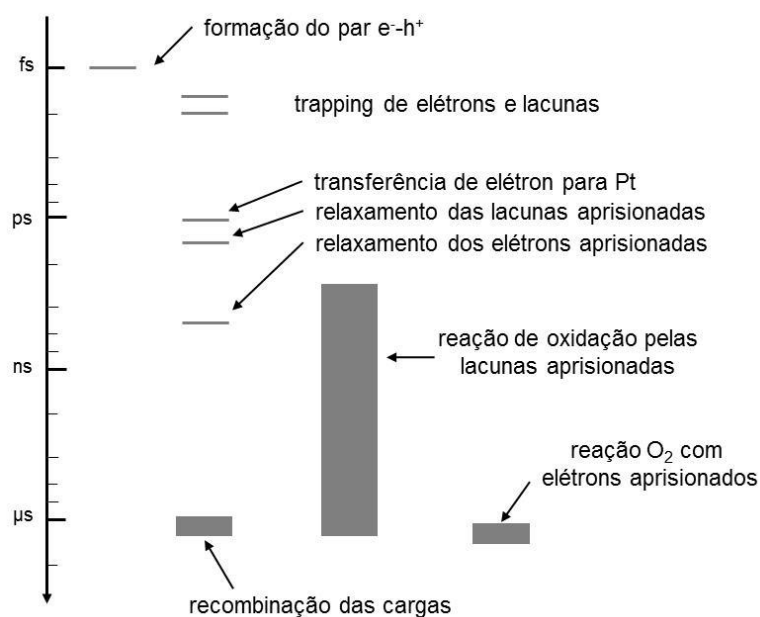 formação do par e⁻-h⁺
fs
trapping de elétrons e lacunas
transferência de elétron para Pt
ps
relaxamento das lacunas aprisionadas
relaxamento dos elétrons aprisionadas
reação de oxidação pelas
lacunas aprisionadas
ns
reação O₂ com
elétrons aprisionados
µs
recombinação das cargas